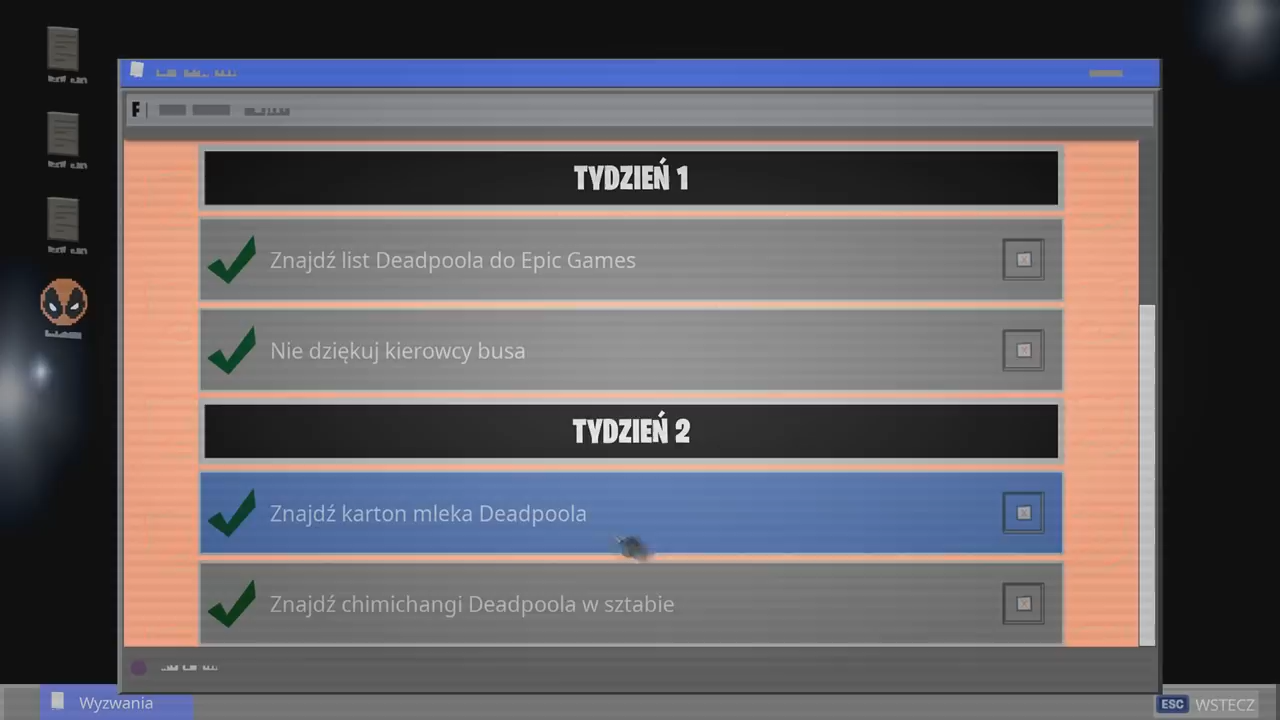 F
TYDZIEŃ 1
Znajdź list Deadpoola do Epic Games
Nie dziękuj kierowcy busa
TYDZIEŃ 2
Znajdź karton mleka Deadpoola
Znajdź chimichangi Deadpoola w sztabie
Wyzwania
ESC WSTECZ